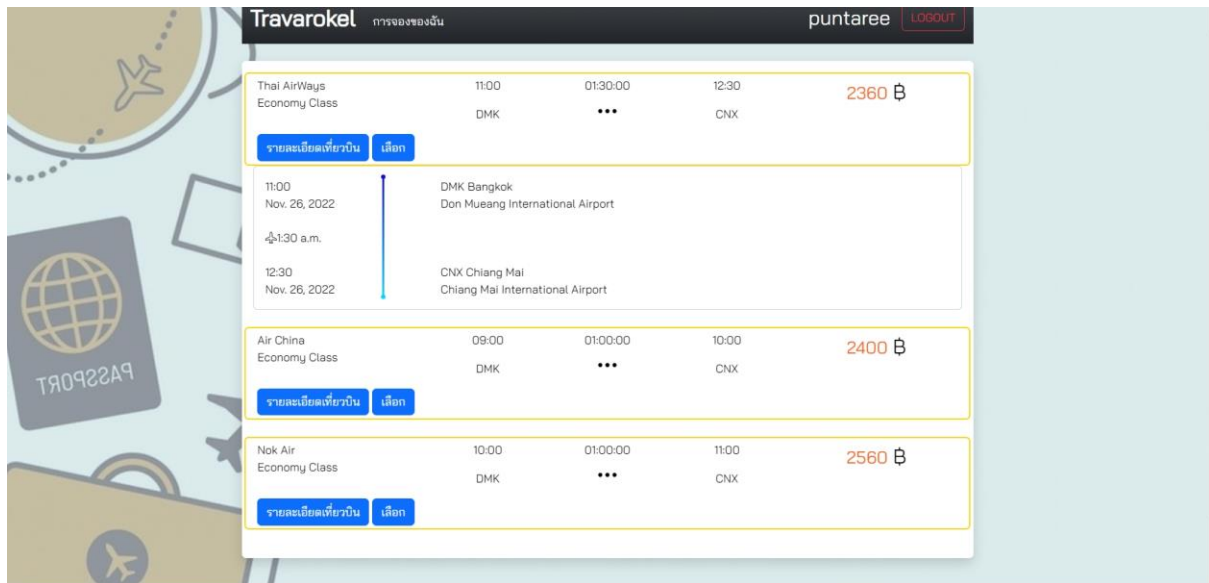 Travarokel การจองของฉัน puntaree LOGOUT
Thai AirWays 11:00 01:30:00 12:30 2360 ฿
Economy Class DMK ••• CNX
รายละเอียดเที่ยวบิน เลือก
11:00 DMK Bangkok
Nov. 26, 2022 Don Mueang International Airport
1:30 a.m.
12:30 CNX Chiang Mai
Nov. 26, 2022 Chiang Mai International Airport
Air China 09:00 01:00:00 10:00 2400 ฿
Economy Class DMK ••• CNX
รายละเอียดเที่ยวบิน เลือก
Nok Air 10:00 01:00:00 11:00 2560 ฿
Economy Class DMK ••• CNX
รายละเอียดเที่ยวบิน เลือก
PASSPORT